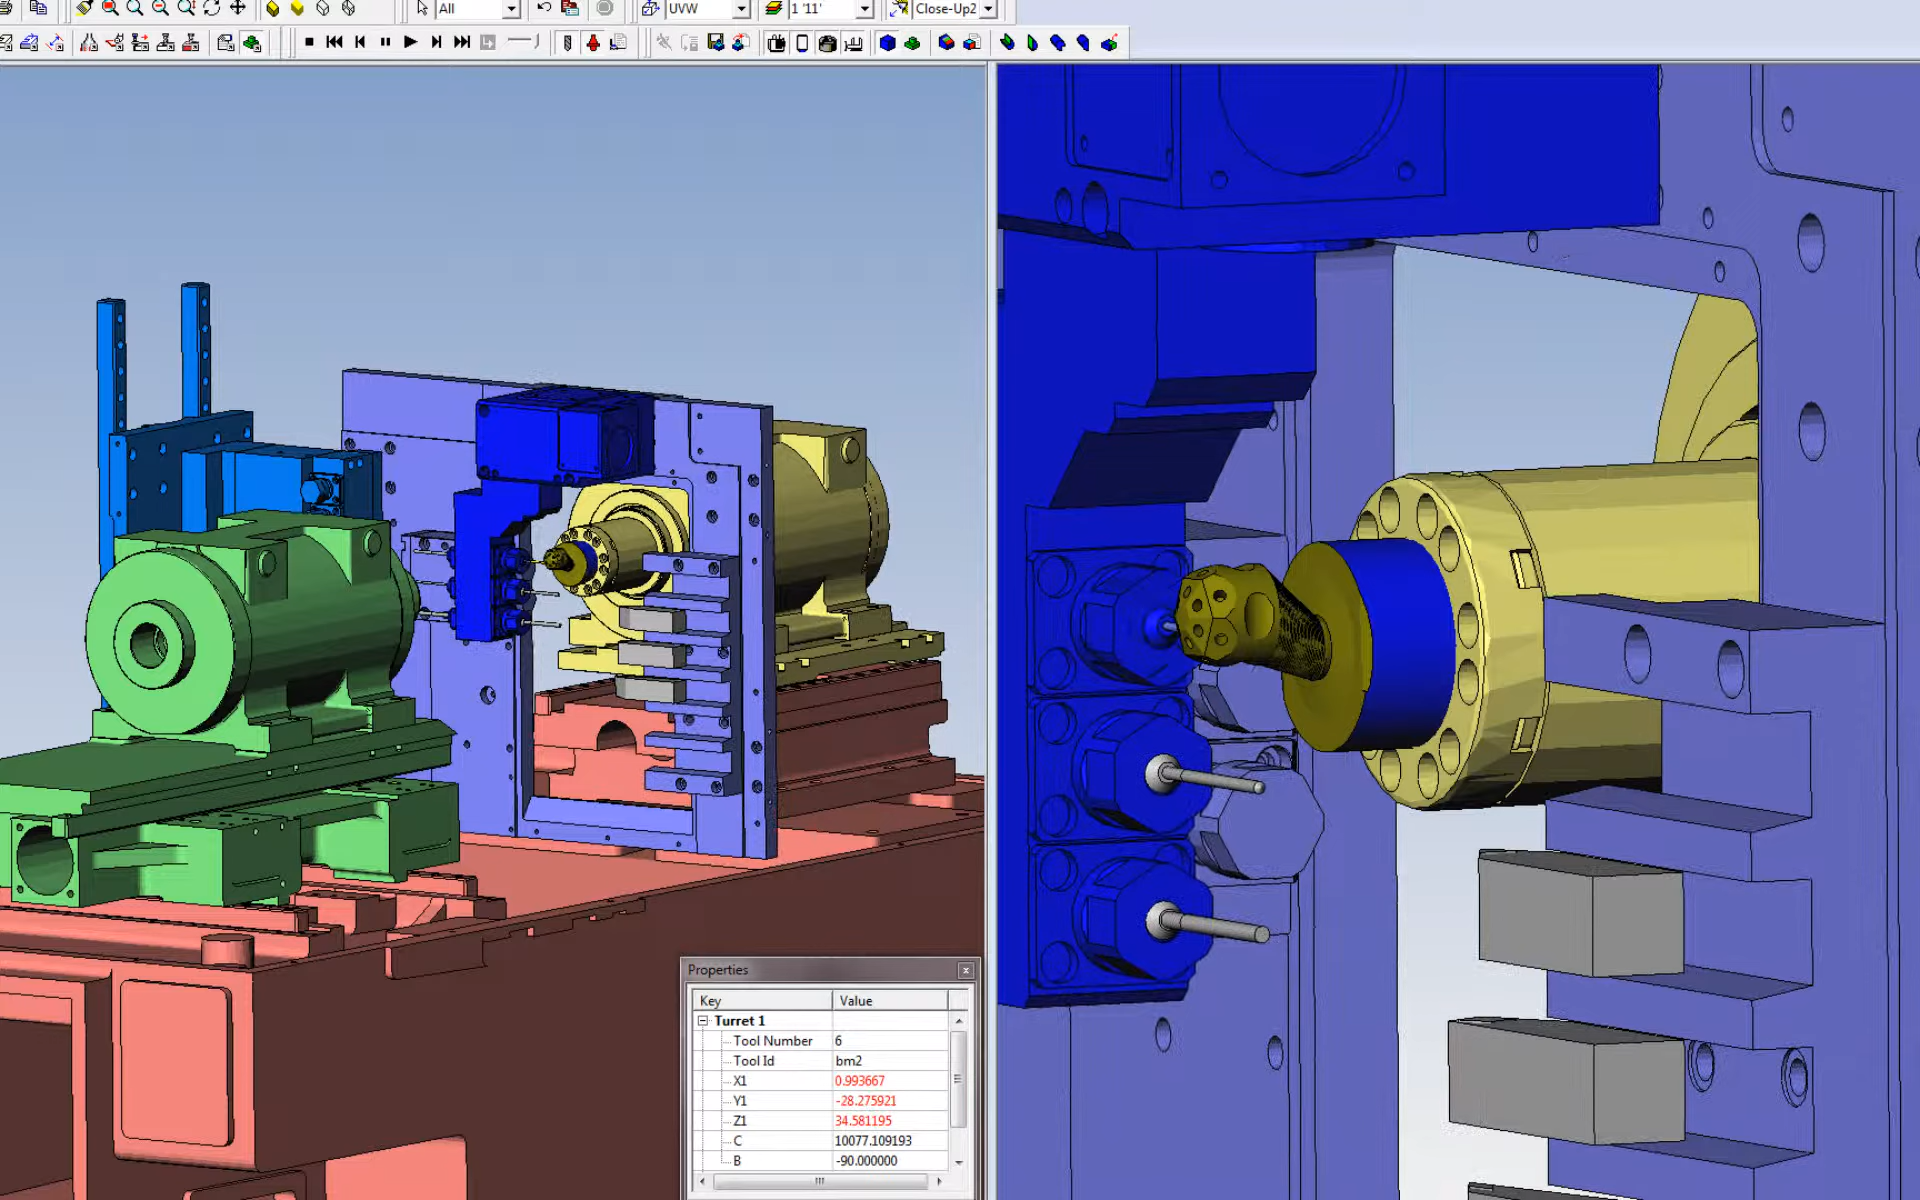 All
UVW
1 '11'
Close-Up2
Properties
Key Value
Turret 1
Tool Number 6
Tool Id bm2
X1 0.993667
Y1 -28.275921
Z1 34.581195
C 10077.109193
B -90.000000